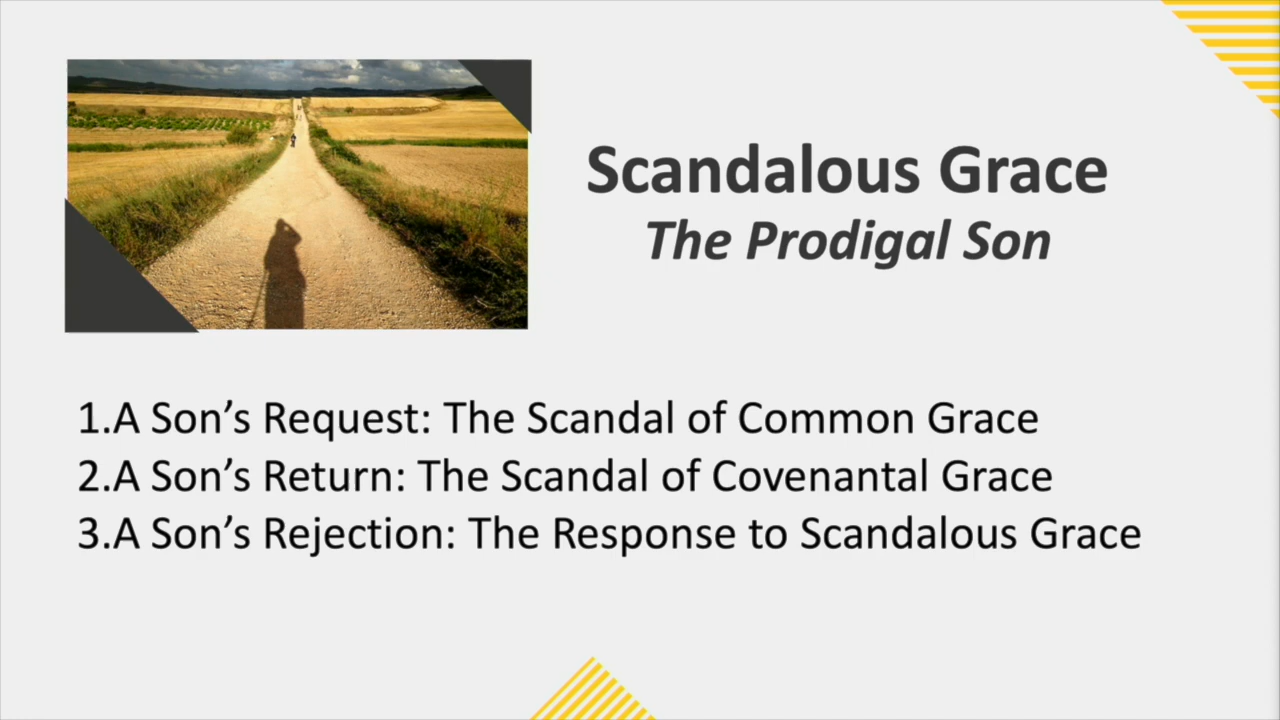 Scandalous Grace
The Prodigal Son
1.A Son’s Request: The Scandal of Common Grace
2.A Son’s Return: The Scandal of Covenantal Grace
3.A Son’s Rejection: The Response to Scandalous Grace